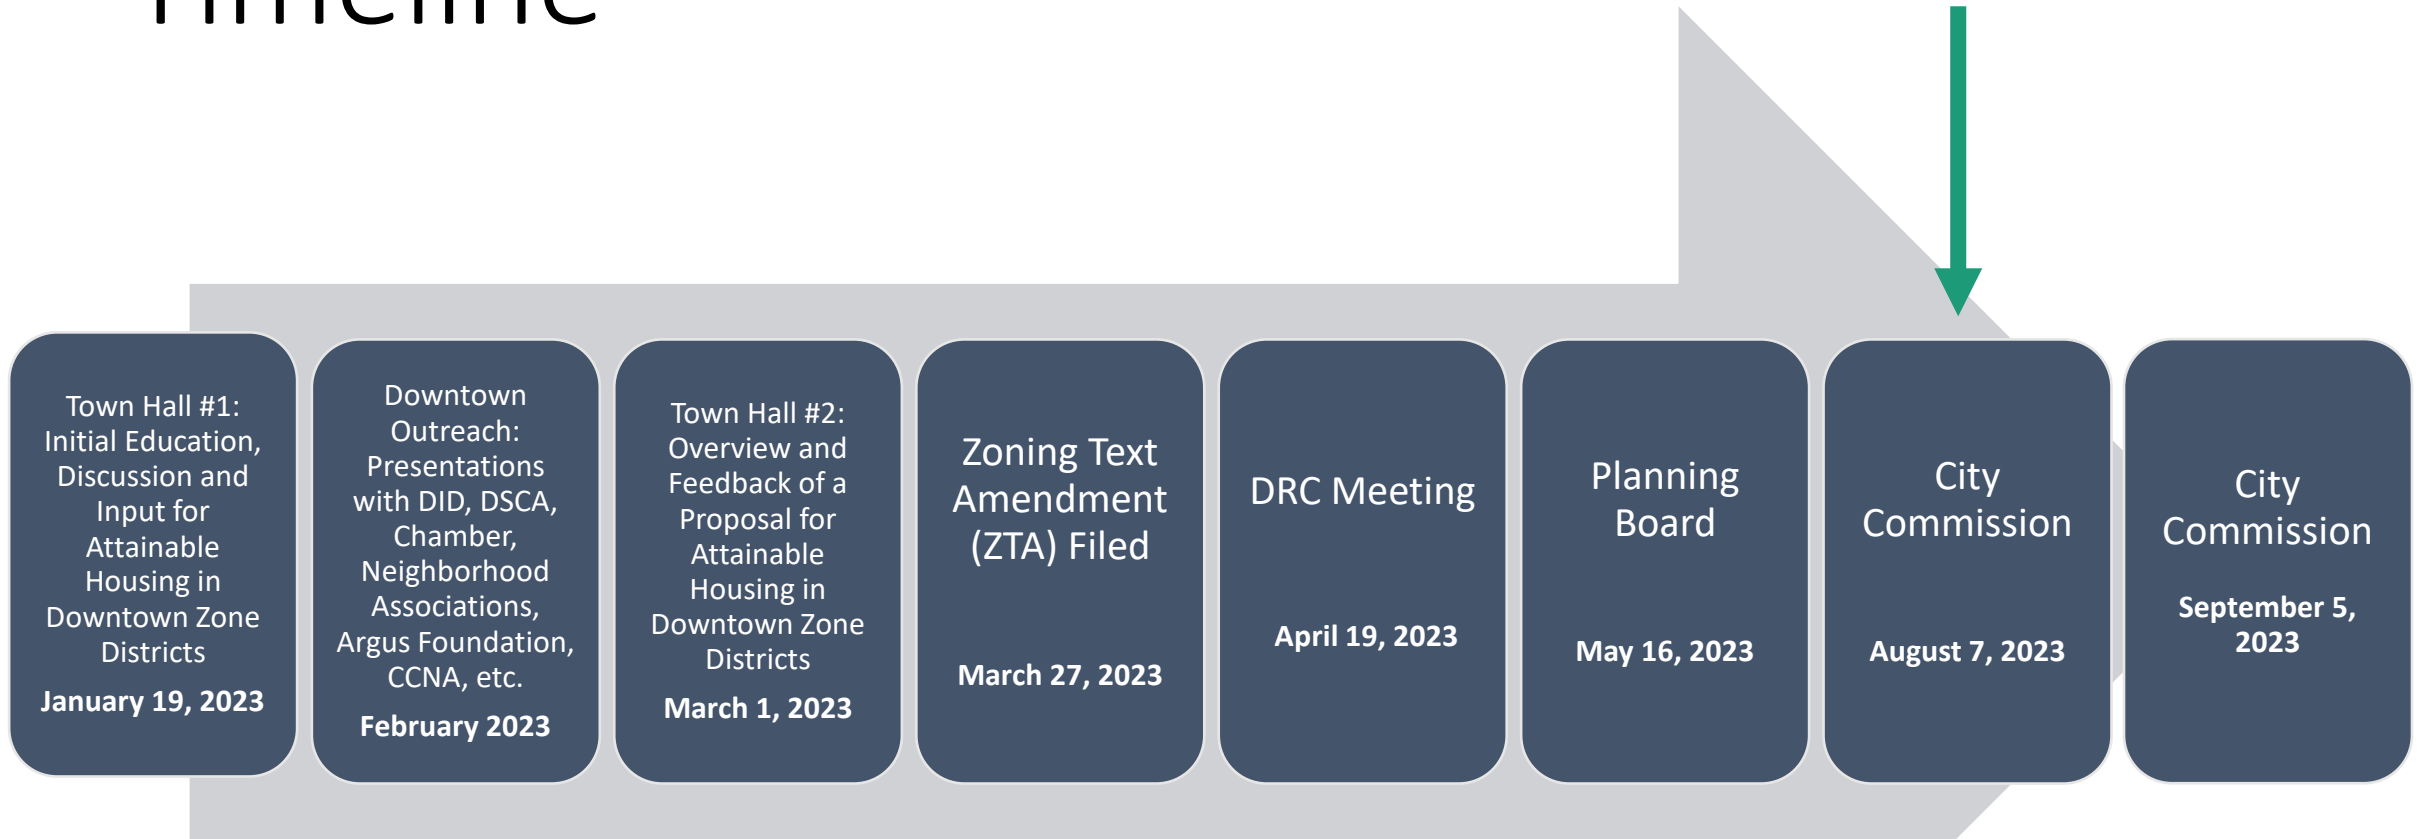 Timeline
Town Hall #1:
Initial Education,
Discussion and
Input for
Attainable
Housing in
Downtown Zone
Districts
January 19, 2023
Downtown
Outreach:
Presentations
with DID, DSCA,
Chamber,
Neighborhood
Associations,
Argus Foundation,
CCNA, etc.
February 2023
Town Hall #2:
Overview and
Feedback of a
Proposal for
Attainable
Housing in
Downtown Zone
Districts
March 1, 2023
Zoning Text
Amendment
(ZTA) Filed
March 27, 2023
DRC Meeting
April 19, 2023
Planning
Board
May 16, 2023
City
Commission
August 7, 2023
City
Commission
September 5,
2023